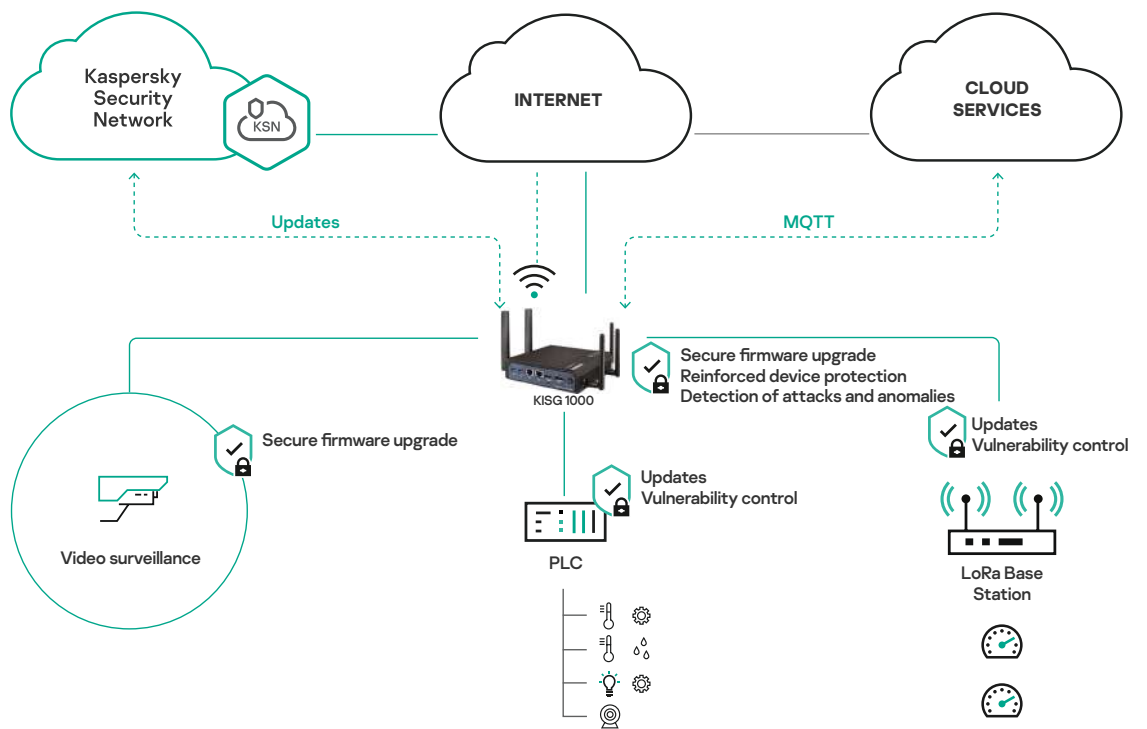 Kaspersky
Security
Network
KSN
INTERNET
CLOUD
SERVICES
Updates
MQTT
KISG 1000
Secure firmware upgrade
Reinforced device protection
Detection of attacks and anomalies
Secure firmware upgrade
Video surveillance
Updates
Vulnerability control
PLC
Updates
Vulnerability control
LoRa Base
Station